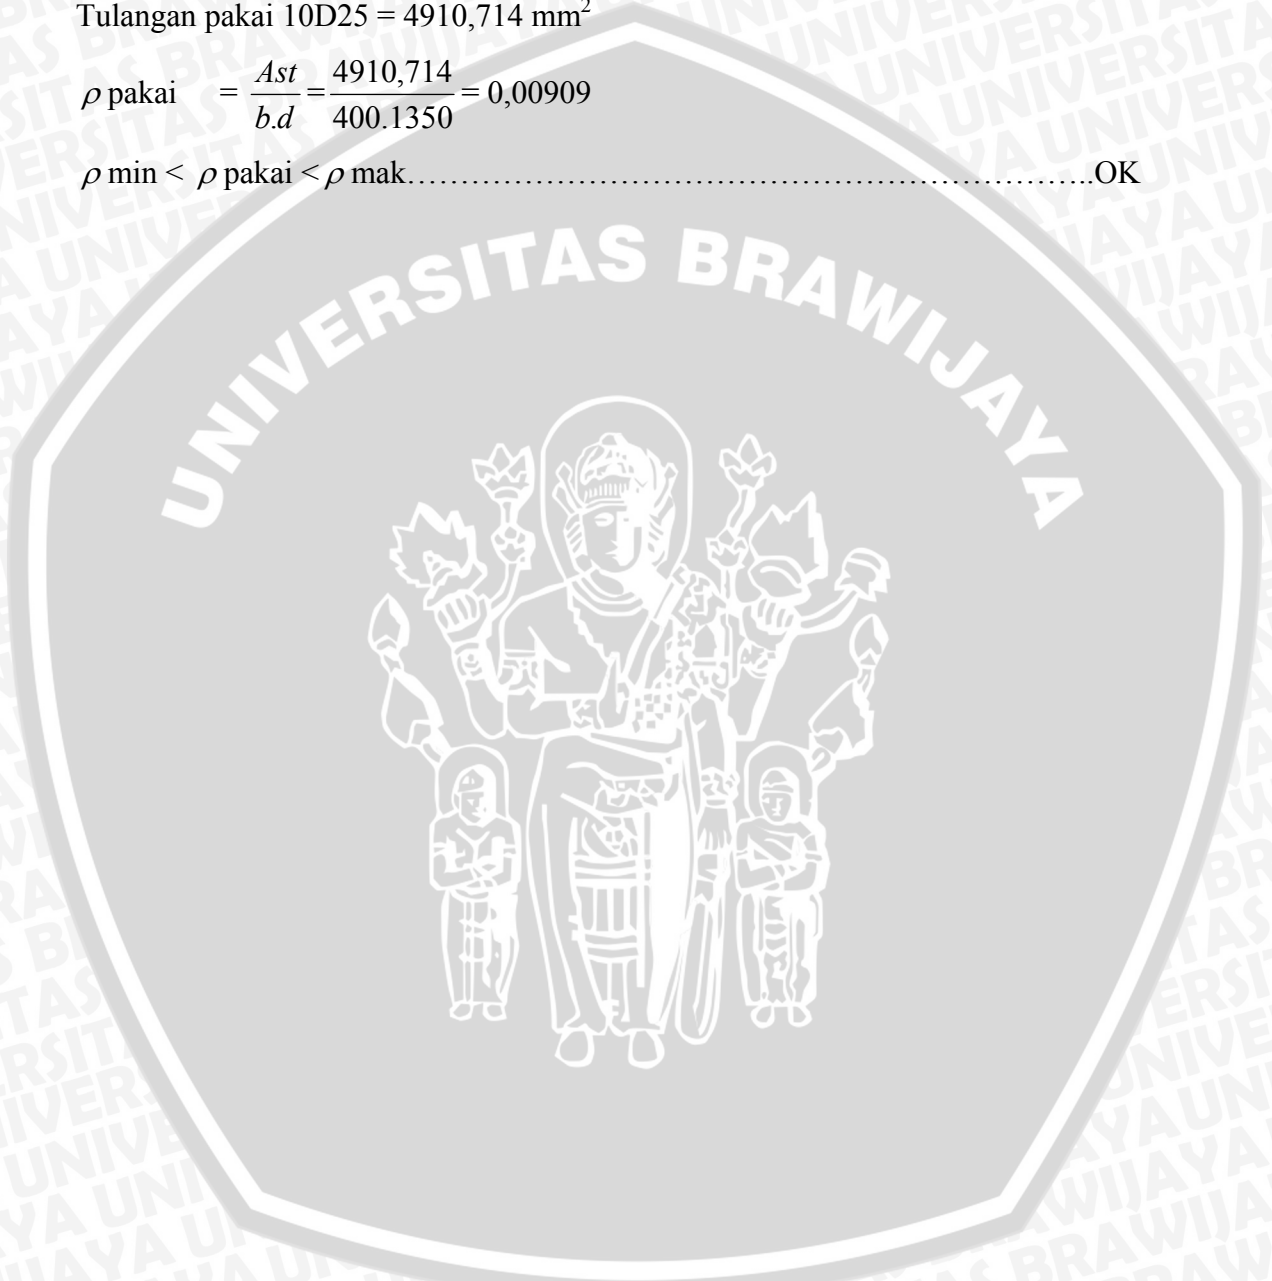 Tulangan pakai 10D25 = 4910,714 mm²
ρ pakai = Ast/b.d = 4910,714/400.1350 = 0,00909
ρ min < ρ pakai < ρ mak…………………………………………………………..OK
UNIVERSITAS BRAWIJAYA